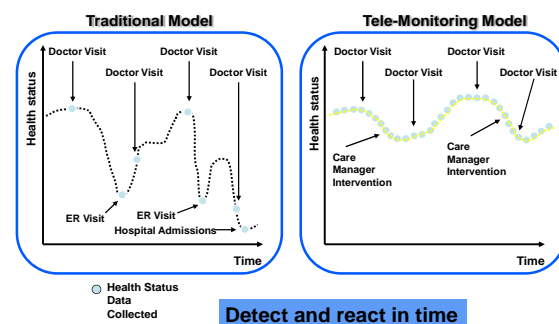 Traditional Model
Tele-Monitoring Model
Health status
Doctor Visit
Doctor Visit
Doctor Visit
Doctor Visit
ER Visit
ER Visit
Hospital Admissions
Time
Health status
Doctor Visit
Doctor Visit
Doctor Visit
Doctor Visit
Care
Manager
Intervention
Care
Manager
Intervention
Time
Health Status
Data
Collected
Detect and react in time